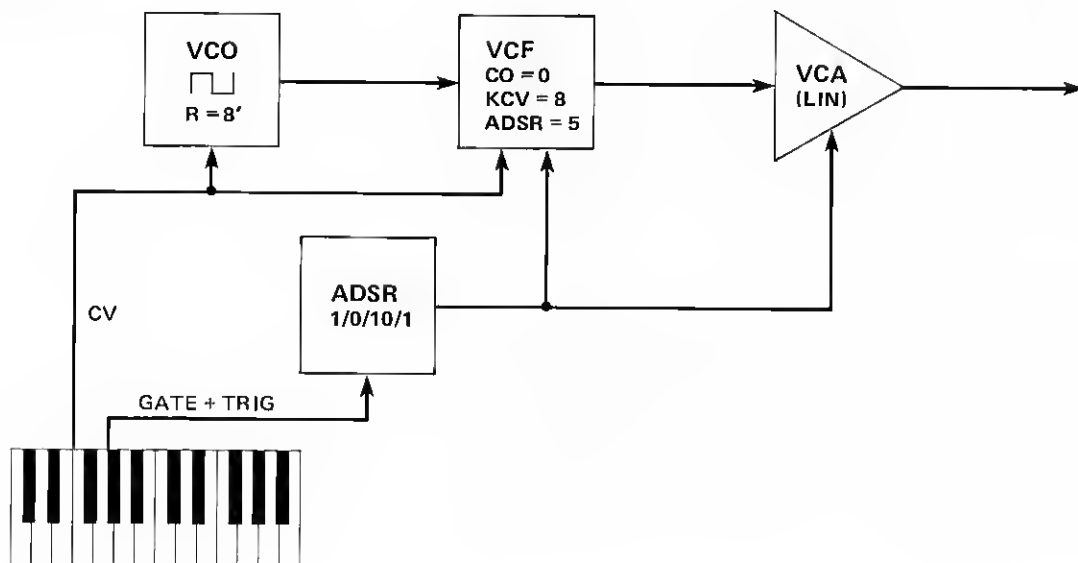 VCO
R = 8'
VCF
CO = 0
KCV = 8
ADSR = 5
VCA
(LIN)
ADSR
1/0/10/1
CV
GATE + TRIG